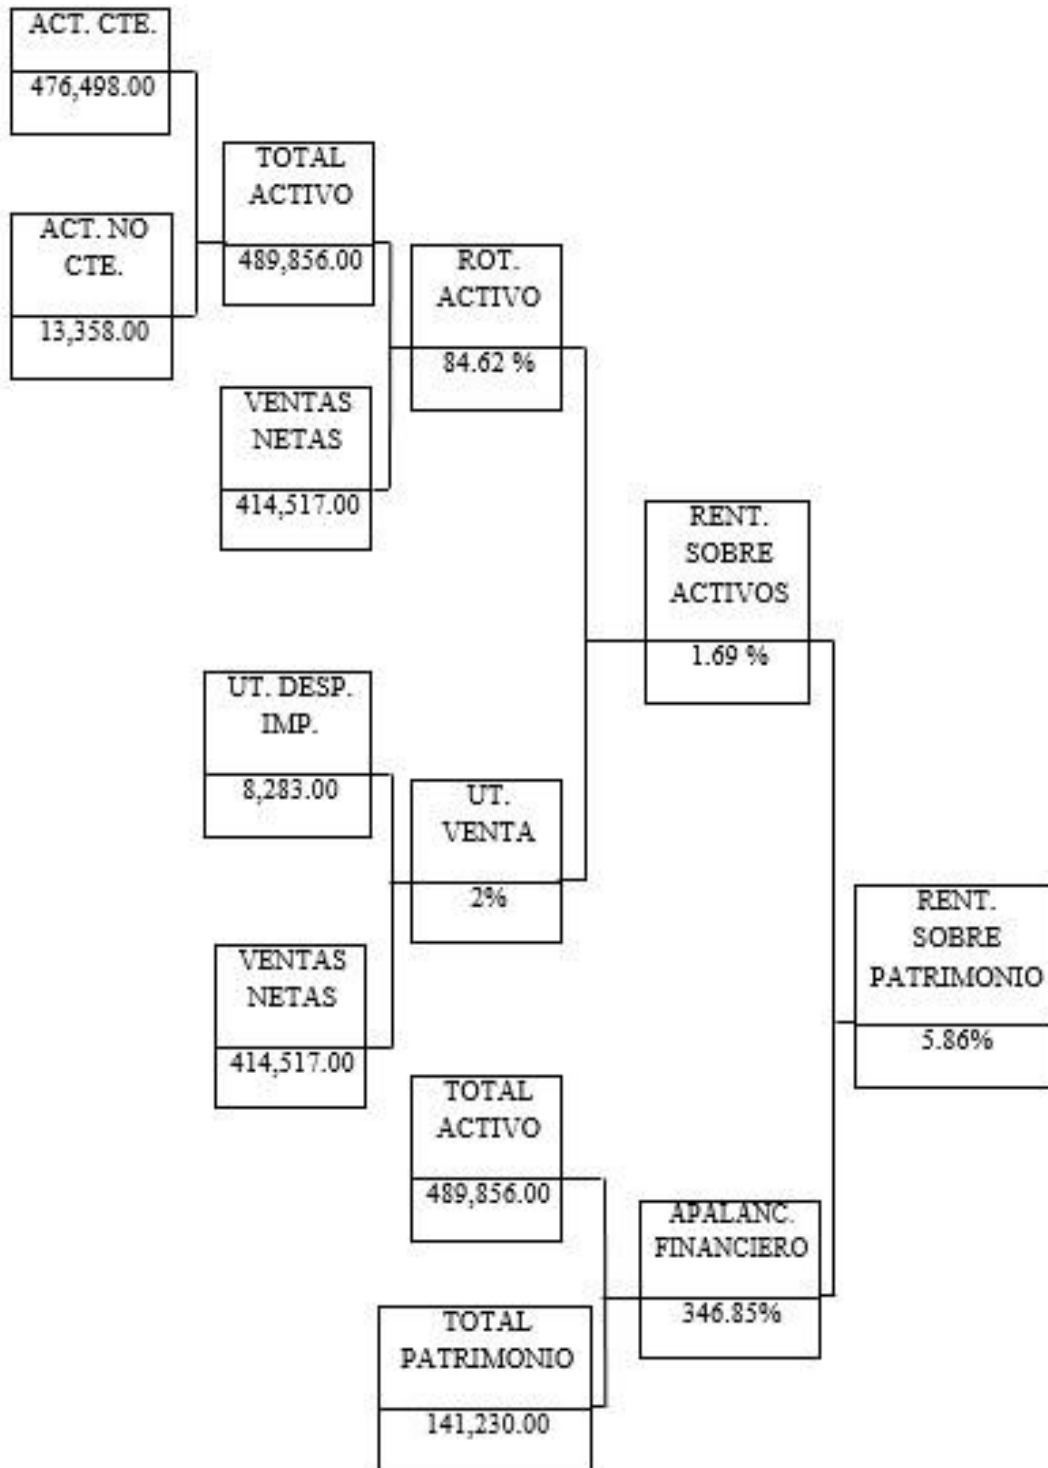 ACT. CTE.
476,498.00
ACT. NO
CTE.
13,358.00
TOTAL
ACTIVO
489,856.00
VENTAS
NETAS
414,517.00
ROT.
ACTIVO
84.62 %
UT. DESP.
IMP.
8,283.00
VENTAS
NETAS
414,517.00
UT.
VENTA
2%
RENT.
SOBRE
ACTIVOS
1.69 %
TOTAL
ACTIVO
489,856.00
TOTAL
PATRIMONIO
141,230.00
APALANC.
FINANCIERO
346.85%
RENT.
SOBRE
PATRIMONIO
5.86%